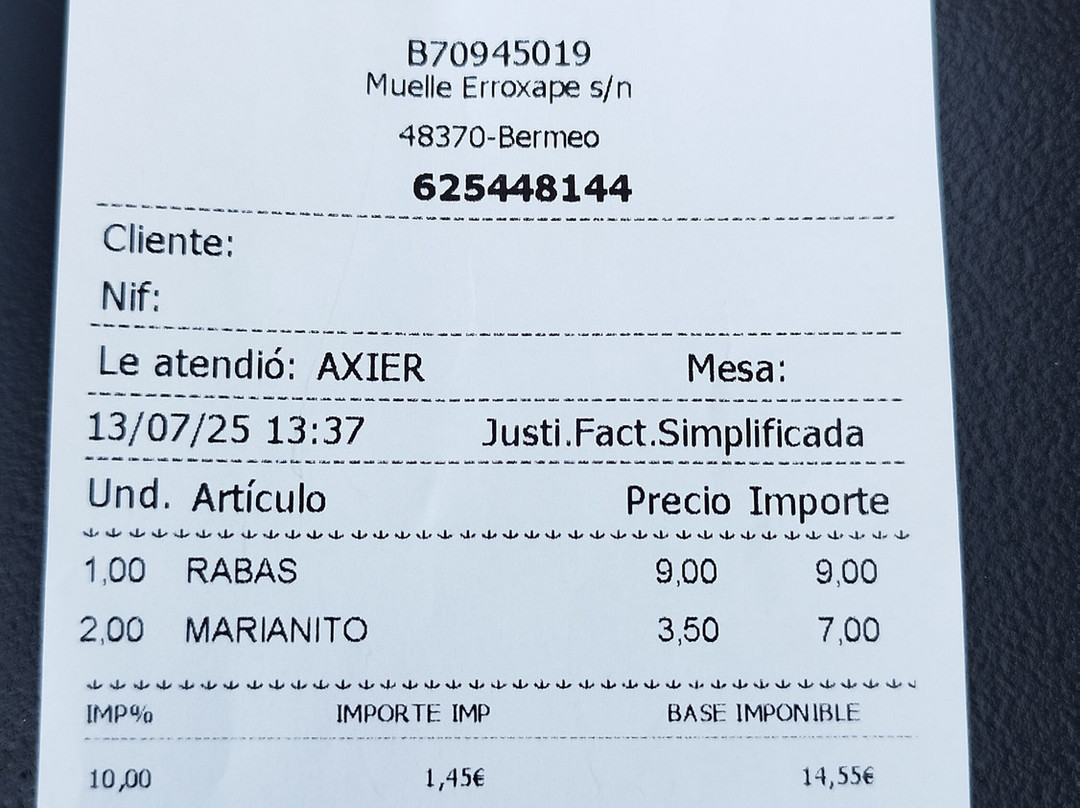 B70945019
Muelle Erroxape s/n
48370-Bermeo
625448144
Cliente:
Nif:
Le atendió: AXIER Mesa:
13/07/25 13:37 Justi.Fact.Simplificada
Und. Artículo Precio Importe
1,00 RABAS 9,00 9,00
2,00 MARIANITO 3,50 7,00
IMP% IMPORTE IMP BASE IMPONIBLE
10,00 1,45€ 14,55€